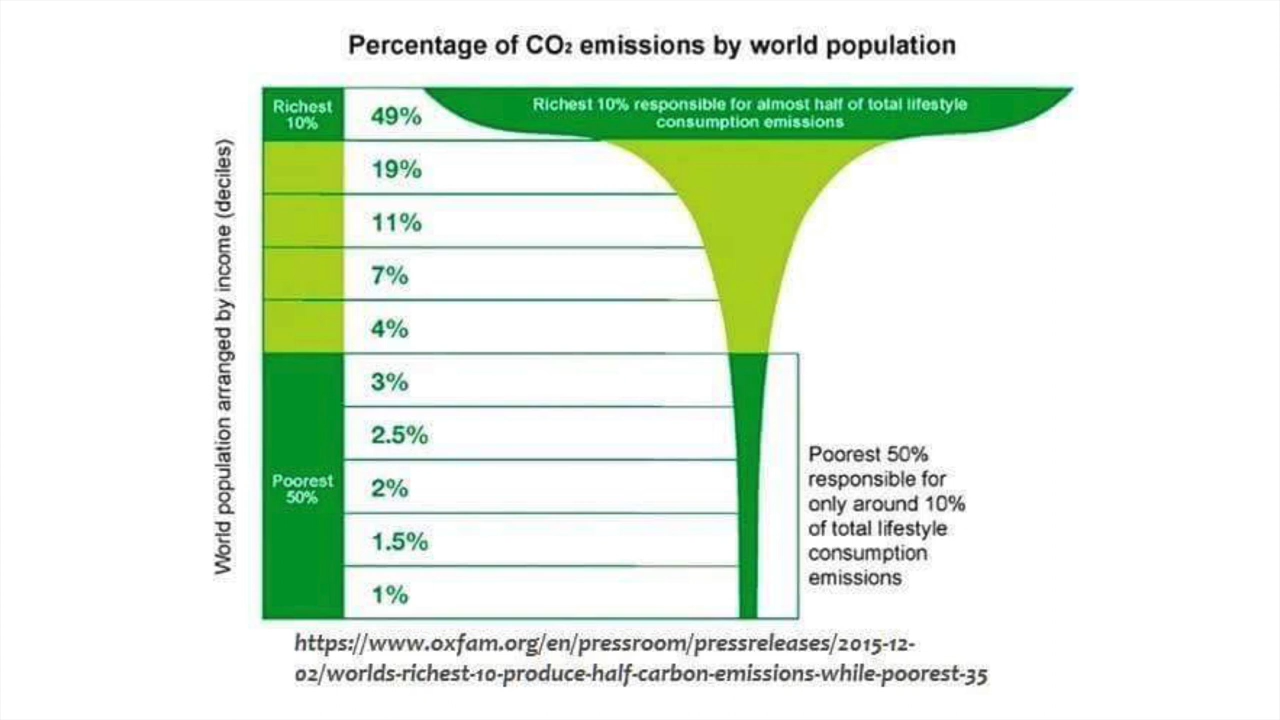 Percentage of CO₂ emissions by world population
World population arranged by income (deciles)
Richest
10%
49%
Richest 10% responsible for almost half of total lifestyle
consumption emissions
19%
11%
7%
4%
3%
2.5%
Poorest
50%
2%
1.5%
1%
Poorest 50%
responsible for
only around 10%
of total lifestyle
consumption
emissions
https://www.oxfam.org/en/pressroom/pressreleases/2015-12-
02/worlds-richest-10-produce-half-carbon-emissions-while-poorest-35